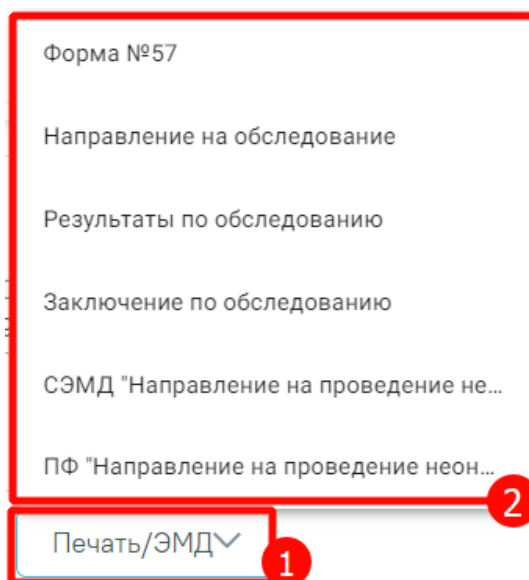 Форма №57
Направление на обследование
Результаты по обследованию
Заключение по обследованию
СЭМД "Направление на проведение не...
ПФ "Направление на проведение неон...
2
Печать/ЭМД
1